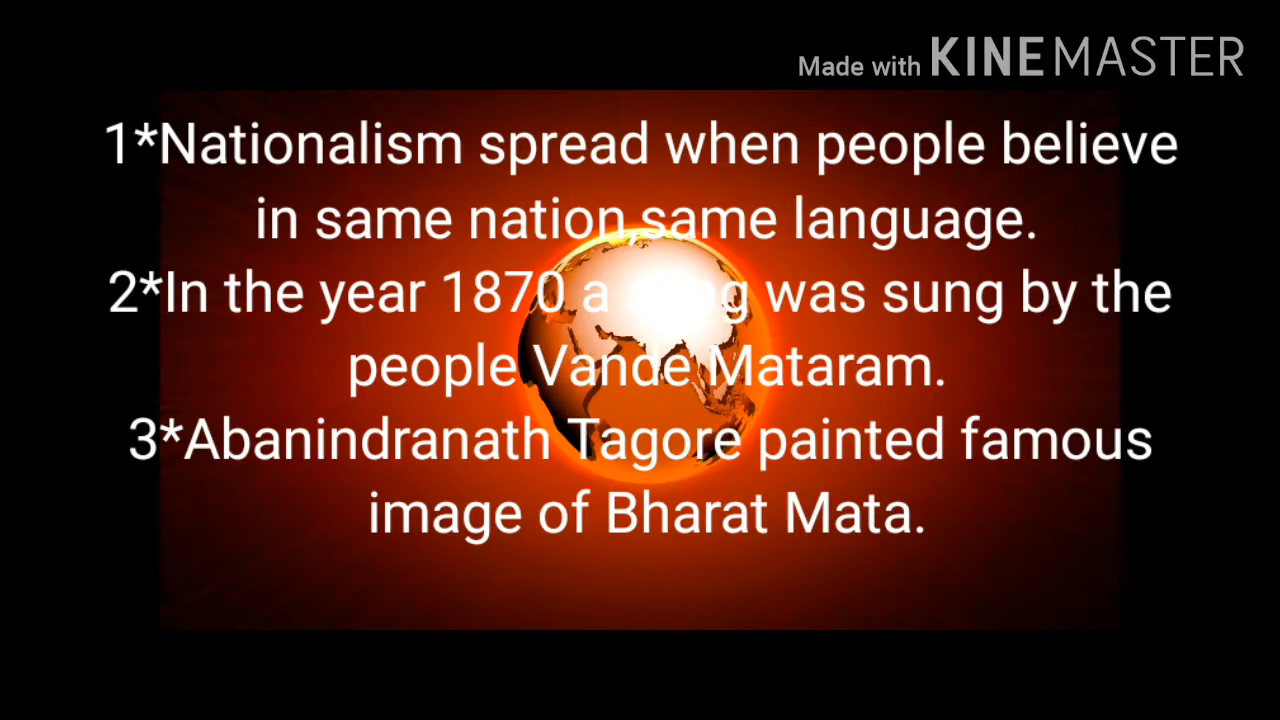 Made with KINEMASTER
1*Nationalism spread when people believe
in same nation,same language.
2*In the year 1870 a song was sung by the
people Vande Mataram.
3*Abanindranath Tagore painted famous
image of Bharat Mata.